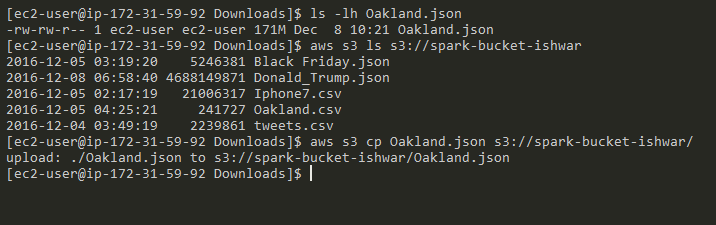 [ec2-user@ip-172-31-59-92 Downloads]$ ls -lh Oakland.json
-rw-rw-r-- 1 ec2-user ec2-user 171M Dec  8 10:21 Oakland.json
[ec2-user@ip-172-31-59-92 Downloads]$ aws s3 ls s3://spark-bucket-ishwar
2016-12-05 03:19:20    5246381 Black Friday.json
2016-12-08 06:58:40 4688149871 Donald_Trump.json
2016-12-05 02:17:19   21006317 Iphone7.csv
2016-12-05 04:25:21     241727 Oakland.csv
2016-12-04 03:49:19    2239861 tweets.csv
[ec2-user@ip-172-31-59-92 Downloads]$ aws s3 cp Oakland.json s3://spark-bucket-ishwar/
upload: ./Oakland.json to s3://spark-bucket-ishwar/Oakland.json
[ec2-user@ip-172-31-59-92 Downloads]$